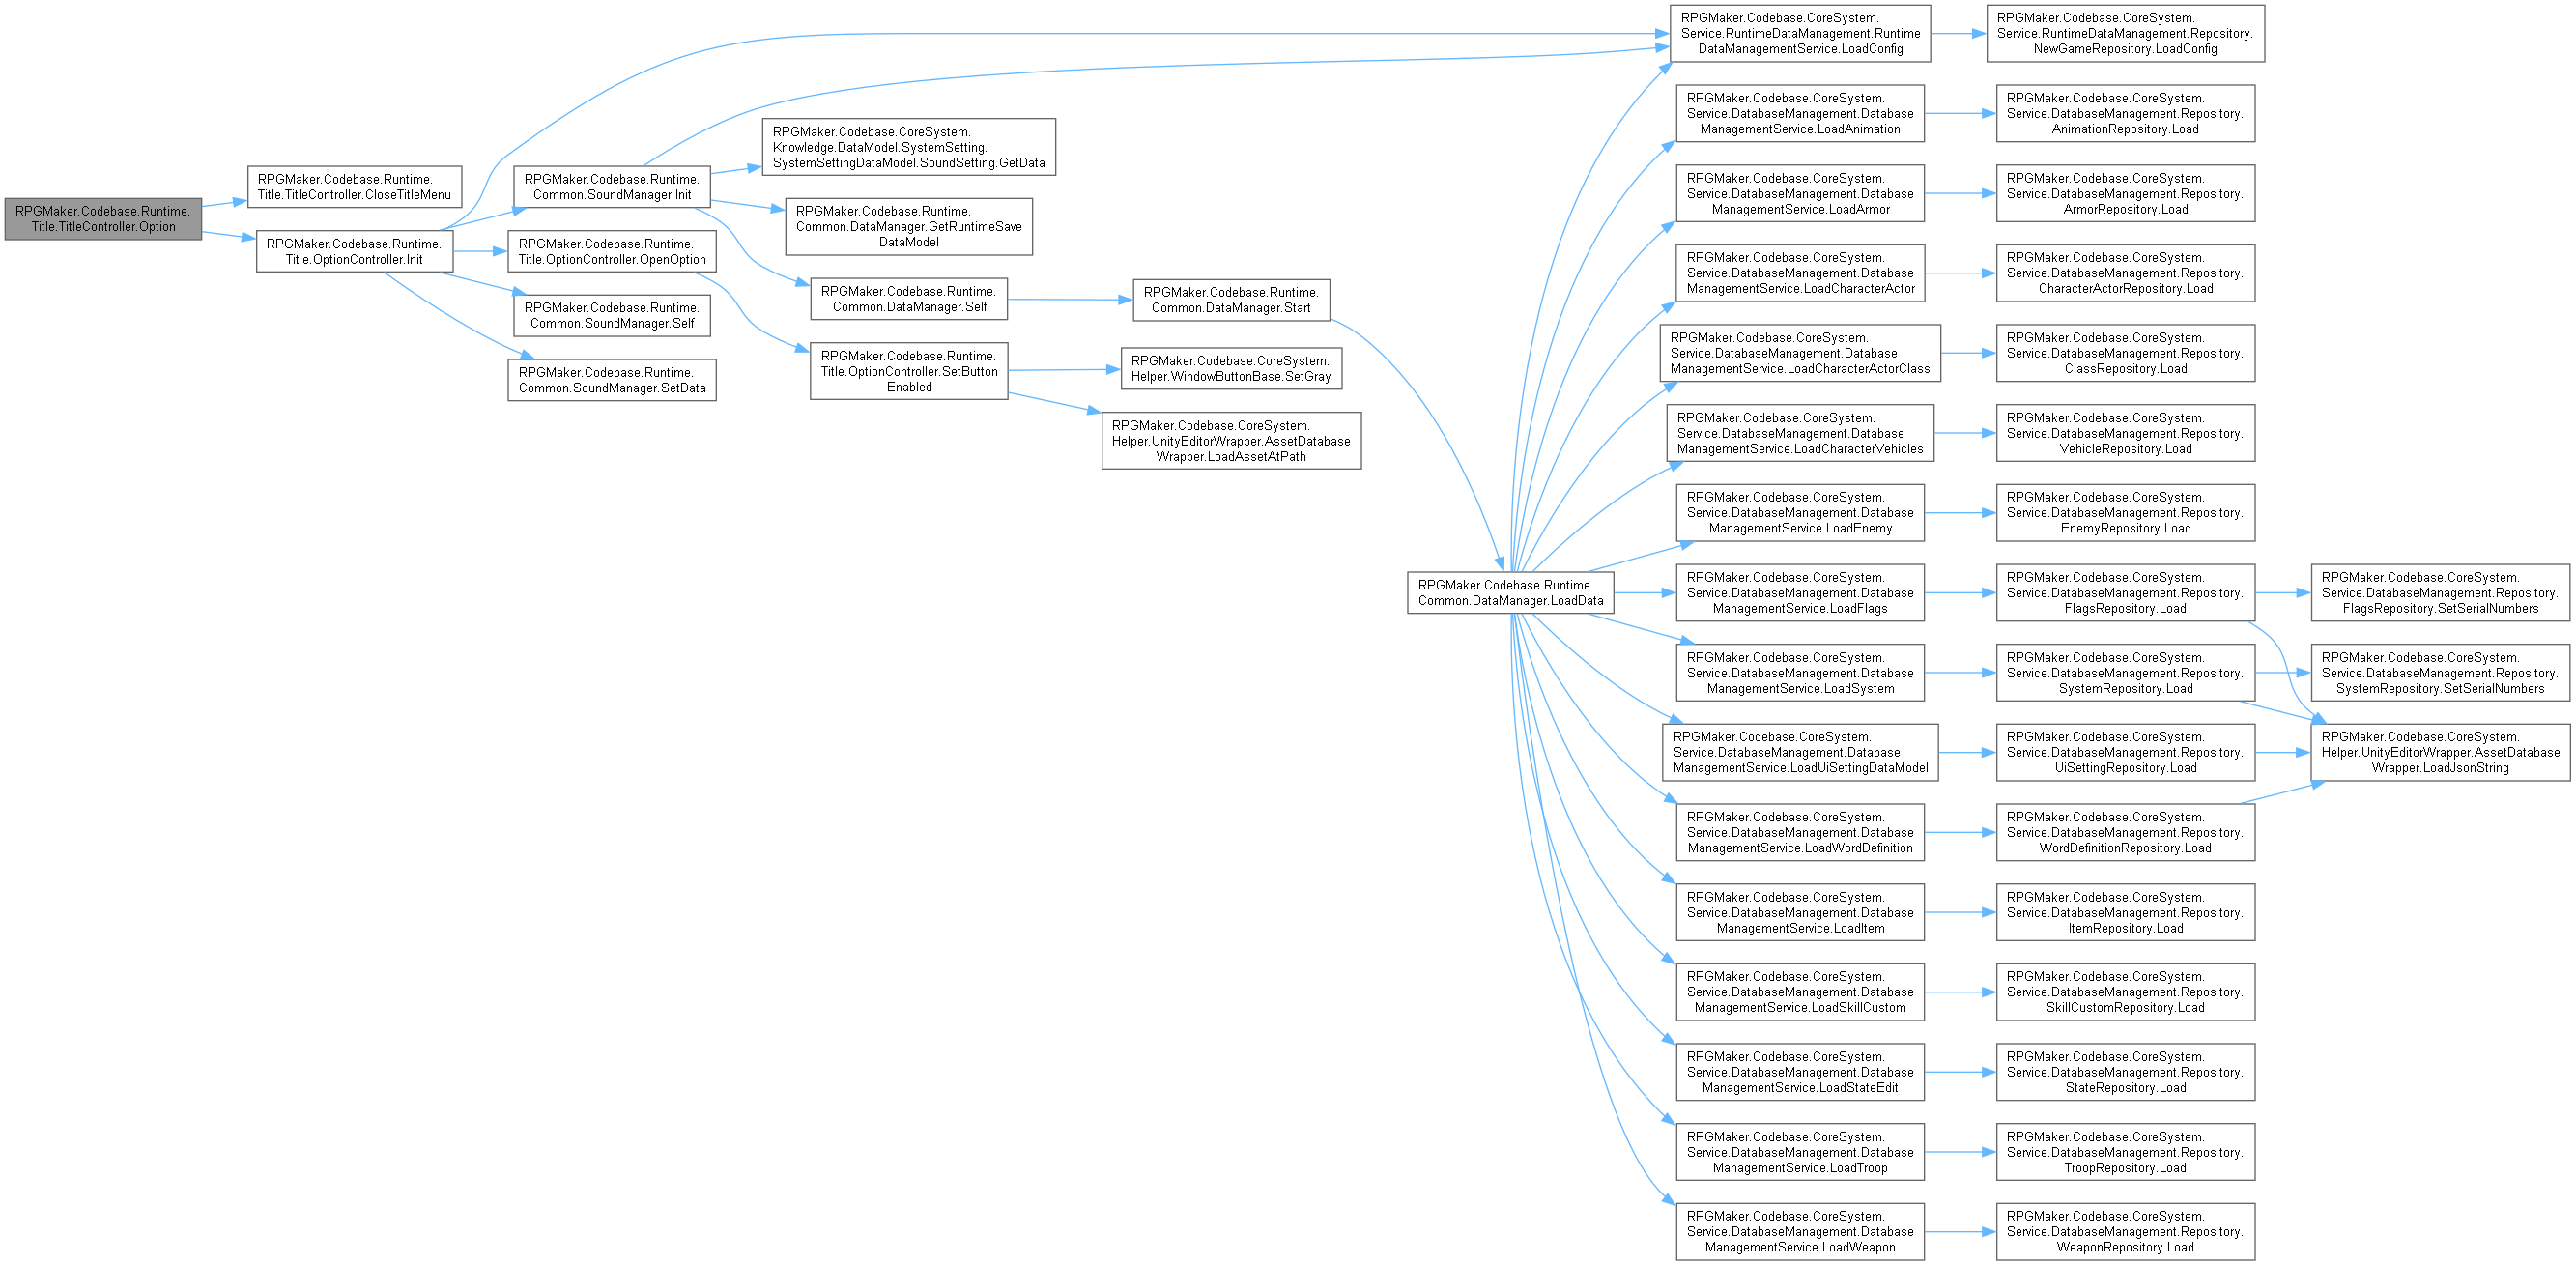 RPGMaker.Codebase.Runtime.
Title.TitleController.Option
RPGMaker.Codebase.Runtime.
Title.TitleController.CloseTitleMenu
RPGMaker.Codebase.Runtime.
Title.OptionController.Init
RPGMaker.Codebase.Runtime.
Common.SoundManager.Init
RPGMaker.Codebase.Runtime.
Title.OptionController.OpenOption
RPGMaker.Codebase.Runtime.
Common.SoundManager.Self
RPGMaker.Codebase.Runtime.
Common.SoundManager.SetData
RPGMaker.Codebase.CoreSystem.
Knowledge.DataModel.SystemSetting.
SystemSettingDataModel.SoundSetting.GetData
RPGMaker.Codebase.Runtime.
Common.DataManager.GetRuntimeSave
DataModel
RPGMaker.Codebase.Runtime.
Common.DataManager.Self
RPGMaker.Codebase.Runtime.
Title.OptionController.SetButton
Enabled
RPGMaker.Codebase.Runtime.
Common.DataManager.Start
RPGMaker.Codebase.CoreSystem.
Helper.WindowButtonBase.SetGray
RPGMaker.Codebase.CoreSystem.
Helper.UnityEditorWrapper.AssetDatabase
Wrapper.LoadAssetAtPath
RPGMaker.Codebase.Runtime.
Common.DataManager.LoadData
RPGMaker.Codebase.CoreSystem.
Service.RuntimeDataManagement.Runtime
DataManagementService.LoadConfig
RPGMaker.Codebase.CoreSystem.
Service.RuntimeDataManagement.Repository.
NewGameRepository.LoadConfig
RPGMaker.Codebase.CoreSystem.
Service.DatabaseManagement.Database
ManagementService.LoadAnimation
RPGMaker.Codebase.CoreSystem.
Service.DatabaseManagement.Repository.
AnimationRepository.Load
RPGMaker.Codebase.CoreSystem.
Service.DatabaseManagement.Database
ManagementService.LoadArmor
RPGMaker.Codebase.CoreSystem.
Service.DatabaseManagement.Repository.
ArmorRepository.Load
RPGMaker.Codebase.CoreSystem.
Service.DatabaseManagement.Database
ManagementService.LoadCharacterActor
RPGMaker.Codebase.CoreSystem.
Service.DatabaseManagement.Repository.
CharacterActorRepository.Load
RPGMaker.Codebase.CoreSystem.
Service.DatabaseManagement.Database
ManagementService.LoadCharacterActorClass
RPGMaker.Codebase.CoreSystem.
Service.DatabaseManagement.Repository.
ClassRepository.Load
RPGMaker.Codebase.CoreSystem.
Service.DatabaseManagement.Database
ManagementService.LoadCharacterVehicles
RPGMaker.Codebase.CoreSystem.
Service.DatabaseManagement.Repository.
VehicleRepository.Load
RPGMaker.Codebase.CoreSystem.
Service.DatabaseManagement.Database
ManagementService.LoadEnemy
RPGMaker.Codebase.CoreSystem.
Service.DatabaseManagement.Repository.
EnemyRepository.Load
RPGMaker.Codebase.CoreSystem.
Service.DatabaseManagement.Database
ManagementService.LoadFlags
RPGMaker.Codebase.CoreSystem.
Service.DatabaseManagement.Repository.
FlagsRepository.Load
RPGMaker.Codebase.CoreSystem.
Service.DatabaseManagement.Repository.
FlagsRepository.SetSerialNumbers
RPGMaker.Codebase.CoreSystem.
Service.DatabaseManagement.Database
ManagementService.LoadSystem
RPGMaker.Codebase.CoreSystem.
Service.DatabaseManagement.Repository.
SystemRepository.Load
RPGMaker.Codebase.CoreSystem.
Service.DatabaseManagement.Repository.
SystemRepository.SetSerialNumbers
RPGMaker.Codebase.CoreSystem.
Service.DatabaseManagement.Database
ManagementService.LoadUiSettingDataModel
RPGMaker.Codebase.CoreSystem.
Service.DatabaseManagement.Repository.
UiSettingRepository.Load
RPGMaker.Codebase.CoreSystem.
Helper.UnityEditorWrapper.AssetDatabase
Wrapper.LoadJsonString
RPGMaker.Codebase.CoreSystem.
Service.DatabaseManagement.Database
ManagementService.LoadWordDefinition
RPGMaker.Codebase.CoreSystem.
Service.DatabaseManagement.Repository.
WordDefinitionRepository.Load
RPGMaker.Codebase.CoreSystem.
Service.DatabaseManagement.Database
ManagementService.LoadItem
RPGMaker.Codebase.CoreSystem.
Service.DatabaseManagement.Repository.
ItemRepository.Load
RPGMaker.Codebase.CoreSystem.
Service.DatabaseManagement.Database
ManagementService.LoadSkillCustom
RPGMaker.Codebase.CoreSystem.
Service.DatabaseManagement.Repository.
SkillCustomRepository.Load
RPGMaker.Codebase.CoreSystem.
Service.DatabaseManagement.Database
ManagementService.LoadStateEdit
RPGMaker.Codebase.CoreSystem.
Service.DatabaseManagement.Repository.
StateRepository.Load
RPGMaker.Codebase.CoreSystem.
Service.DatabaseManagement.Database
ManagementService.LoadTroop
RPGMaker.Codebase.CoreSystem.
Service.DatabaseManagement.Repository.
TroopRepository.Load
RPGMaker.Codebase.CoreSystem.
Service.DatabaseManagement.Database
ManagementService.LoadWeapon
RPGMaker.Codebase.CoreSystem.
Service.DatabaseManagement.Repository.
WeaponRepository.Load